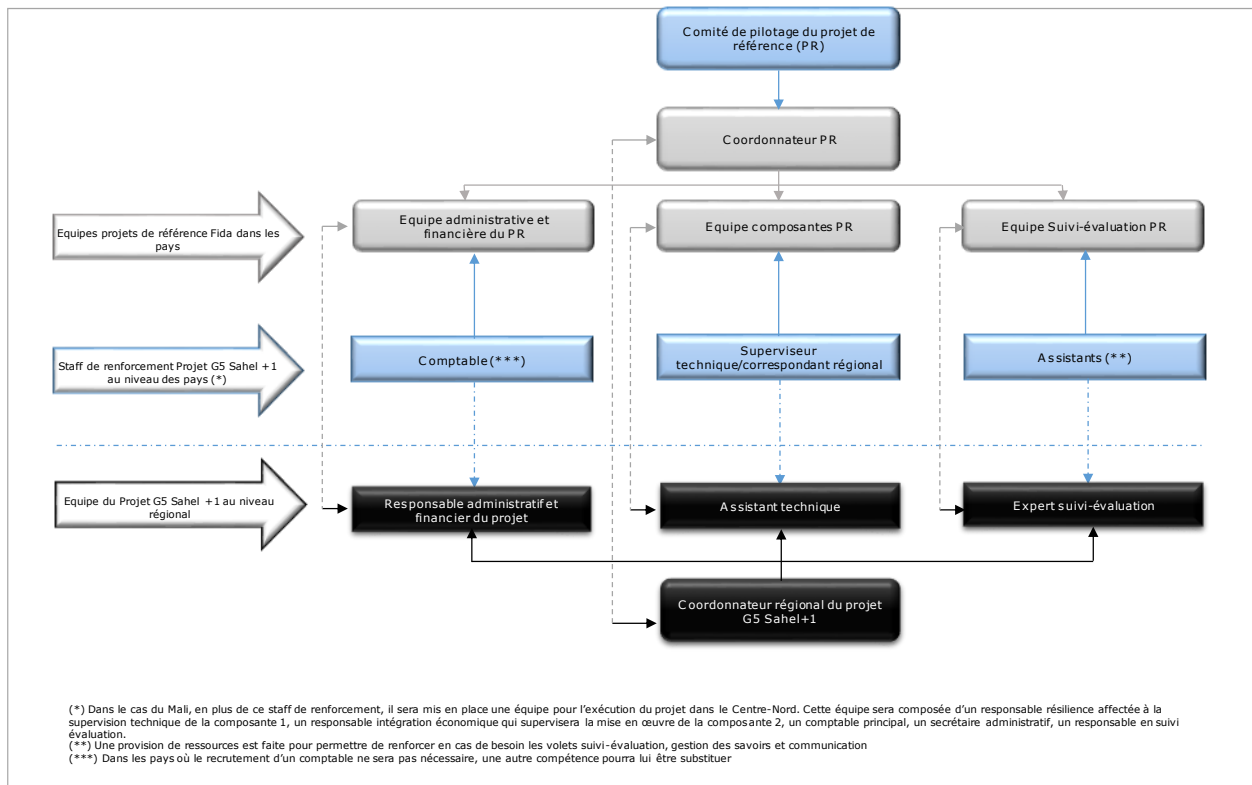 Comité de pilotage du projet de
référence (PR)
Coordonnateur PR
Equipes projets de référence Fida dans les
pays
Equipe administrative et
financière du PR
Equipe composantes PR
Equipe Suivi-évaluation PR
Staff de renforcement Projet G5 Sahel +1
au niveau des pays (*)
Comptable (***)
Superviseur
technique/correspondant régional
Assistants (**)
Equipe du Projet G5 Sahel +1 au niveau
régional
Responsable administratif et
financier du projet
Assistant technique
Expert suivi-évaluation
Coordonnateur régional du projet
G5 Sahel+1
(*) Dans le cas du Mali, en plus de ce staff de renforcement, il sera mis en place une équipe pour l'exécution du projet dans le Centre-Nord. Cette équipe sera composée d'un responsable résilience affectée à la
supervision technique de la composante 1, un responsable intégration économique qui supervisera la mise en œuvre de la composante 2, un comptable principal, un secrétaire administratif, un responsable en suivi
évaluation.
(**) Une provision de ressources est faite pour permettre de renforcer en cas de besoin les volets suivi-évaluation, gestion des savoirs et communication
(***) Dans les pays où le recrutement d'un comptable ne sera pas nécessaire, une autre compétence pourra lui être substituer